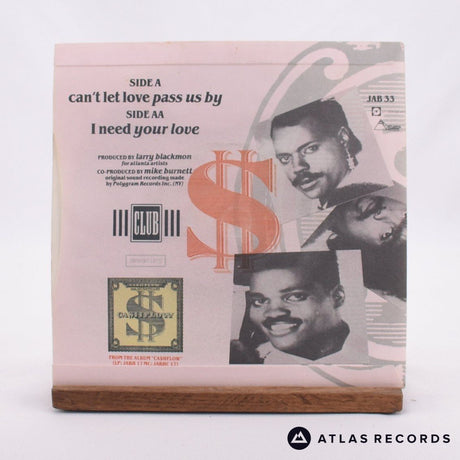 SIDE A
can't let love pass us by
SIDE AA
I need your love
PRODUCED BY larry blackmon
for atlanta artists
CO-PRODUCED BY mike burnett
original sound recording made
by Polygram Records Inc. (NY)
JAB 33
CLUB
CASHFLOW
CASHFLOW
FROM THE ALBUM "CASHFLOW"
ATLAS RECORDS